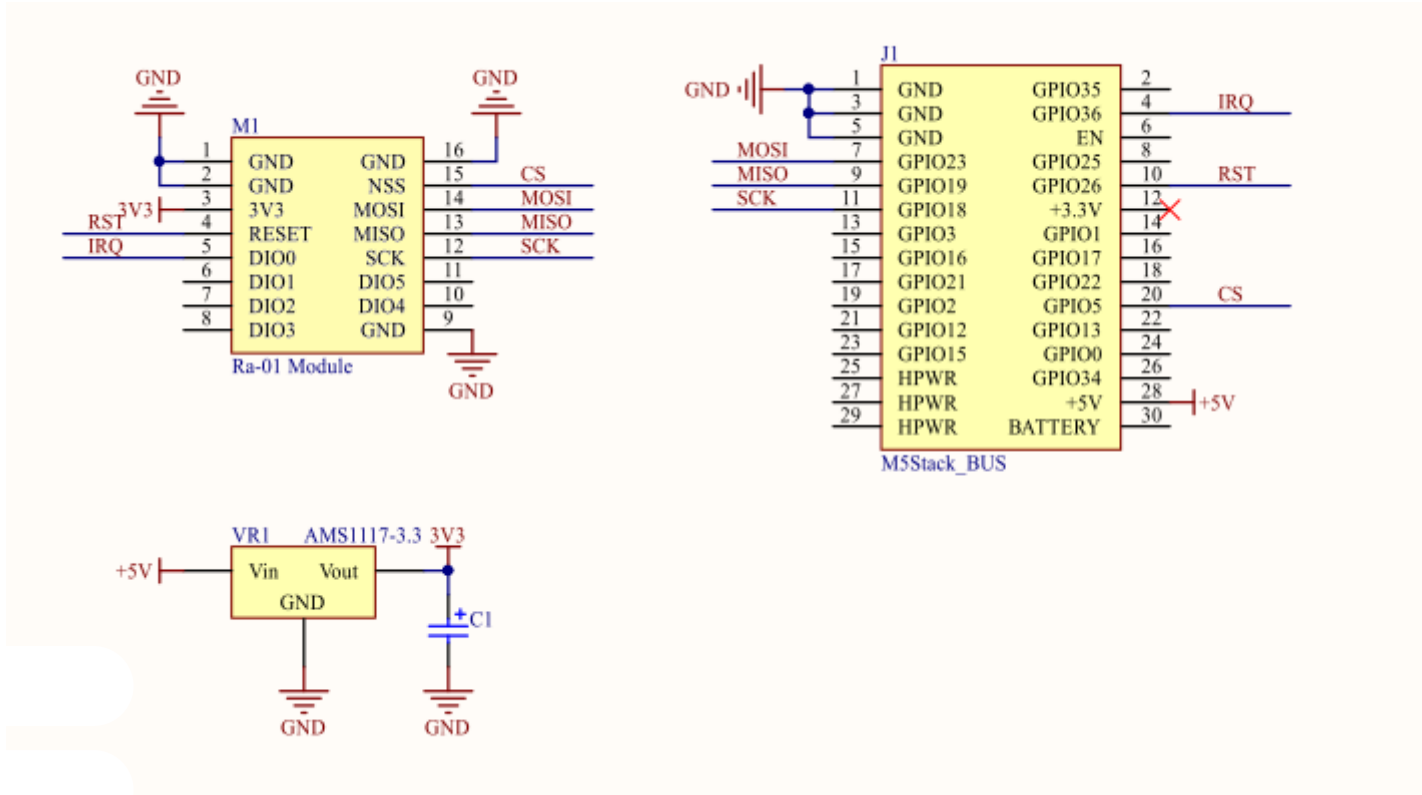 GND GND
M1
1 GND GND 16
2 GND NSS 15 CS
3V3 3 3V3 MOSI 14 MOSI
RST 4 RESET MISO 13 MISO
IRQ 5 DIO0 SCK 12 SCK
6 DIO1 DIO5 11
7 DIO2 DIO4 10
8 DIO3 GND 9
Ra-01 Module
GND
J1
GND 1 GND GPIO35 2
3 GND GPIO36 4 IRQ
5 GND EN 6
MOSI 7 GPIO23 GPIO25 8
MISO 9 GPIO19 GPIO26 10 RST
SCK 11 GPIO18 +3.3V 12
13 GPIO3 GPIO1 14
15 GPIO16 GPIO17 16
17 GPIO21 GPIO22 18
19 GPIO2 GPIO5 20 CS
21 GPIO12 GPIO13 22
23 GPIO15 GPIO0 24
25 HPWR GPIO34 26
27 HPWR +5V 28 +5V
29 HPWR BATTERY 30
M5Stack_BUS
VR1 AMS1117-3.3 3V3
+5V Vin Vout
GND
+ C1
GND GND